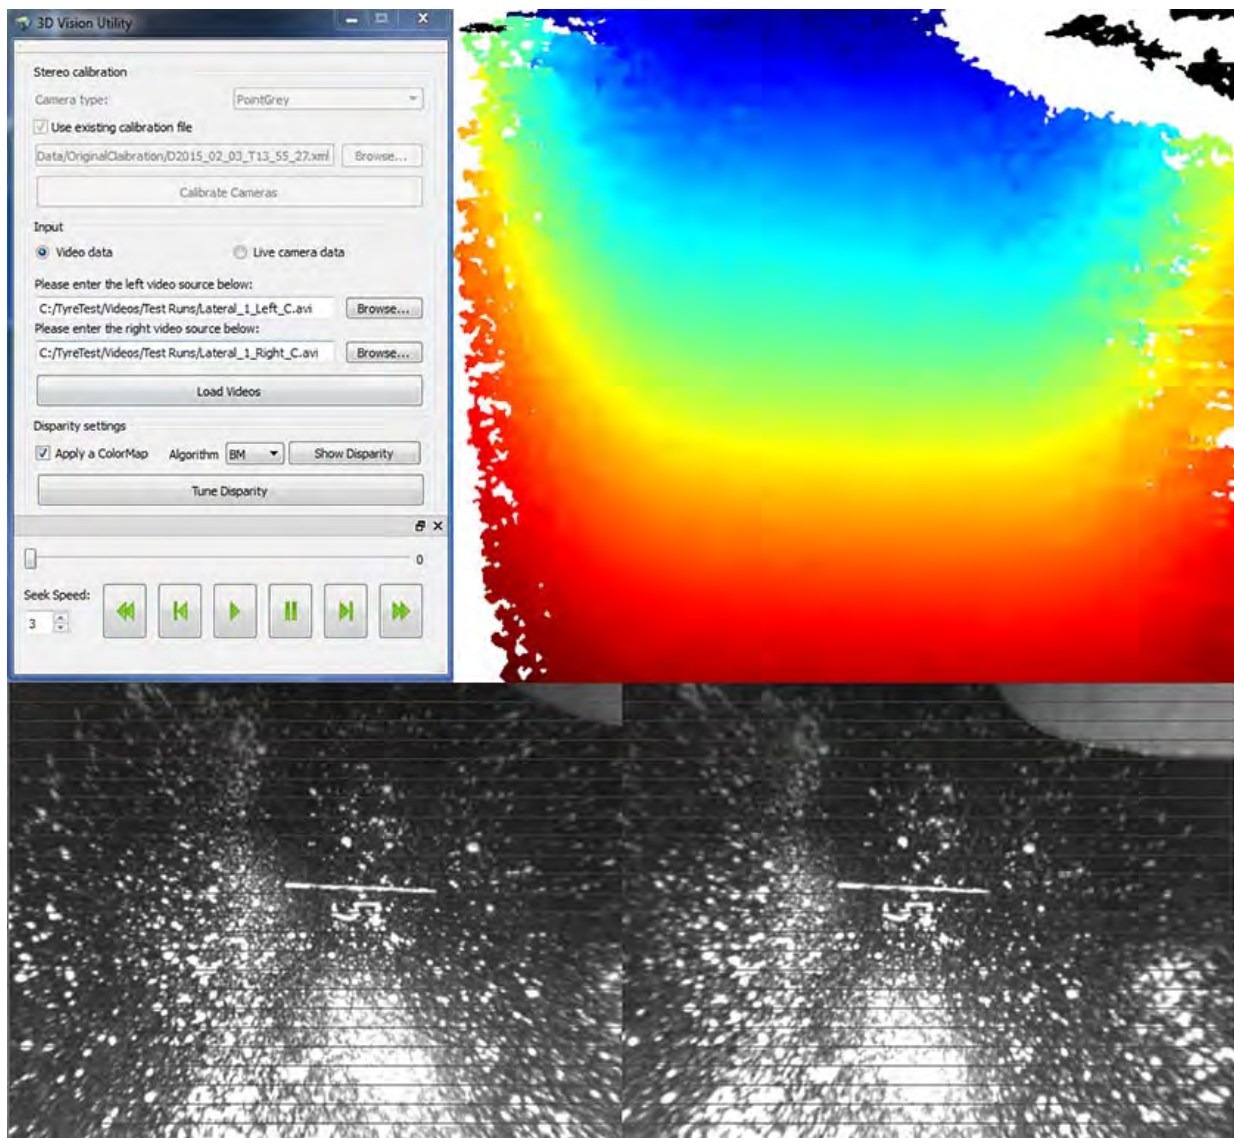 3D Vision Utility
Stereo calibration
Camera type: PointGrey
Use existing calibration file
Data/OriginalClaibration/D2015_02_03_T13_55_27.xml Browse...
Calibrate Cameras
Input
Video data Live camera data
Please enter the left video source below:
C:/TyreTest/Videos/Test Runs/Lateral_1_Left_C.avi Browse...
Please enter the right video source below:
C:/TyreTest/Videos/Test Runs/Lateral_1_Right_C.avi Browse...
Load Videos
Disparity settings
Apply a ColorMap Algorithm BM Show Disparity
Tune Disparity
0
Seek Speed:
3